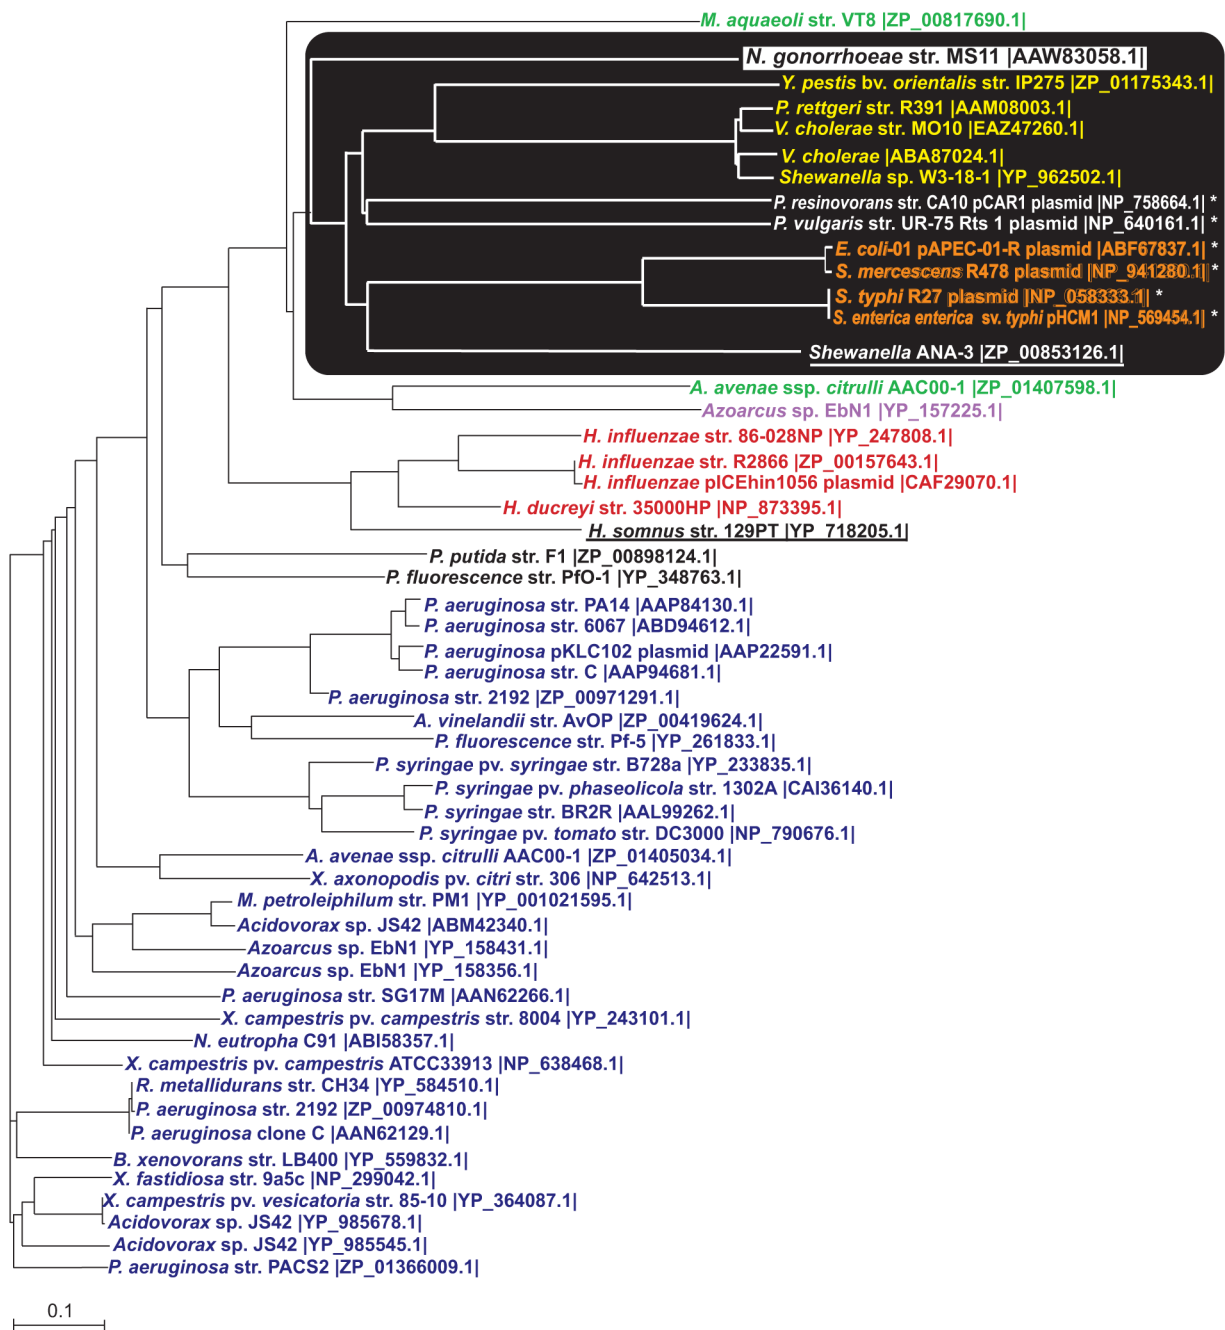 M. aquaeoli str. VT8 |ZP_00817690.1|
N. gonorrhoeae str. MS11 |AAW83058.1|
Y. pestis bv. orientalis str. IP275 |ZP_01175343.1|
P. rettgeri str. R391 |AAM08003.1|
V. cholerae str. MO10 |EAZ47260.1|
V. cholerae |ABA87024.1|
Shewanella sp. W3-18-1 |YP_962502.1|
P. resinovorans str. CA10 pCAR1 plasmid |NP_758664.1| *
P. vulgaris str. UR-75 Rts 1 plasmid |NP_640161.1| *
E. coli-01 pAPEC-01-R plasmid |ABF67837.1| *
S. mercescens R478 plasmid |NP_941280.1| *
S. typhi R27 plasmid |NP_058333.1| *
S. enterica enterica sv. typhi pHCM1 |NP_569454.1| *
Shewanella ANA-3 |ZP_00853126.1|
A. avenae ssp. citrulli AAC00-1 |ZP_01407598.1|
Azoarcus sp. EbN1 |YP_157225.1|
H. influenzae str. 86-028NP |YP_247808.1|
H. influenzae str. R2866 |ZP_00157643.1|
H. influenzae pICEhin1056 plasmid |CAF29070.1|
H. ducreyi str. 35000HP |NP_873395.1|
H. somnus str. 129PT |YP_718205.1|
P. putida str. F1 |ZP_00898124.1|
P. fluorescence str. PfO-1 |YP_348763.1|
P. aeruginosa str. PA14 |AAP84130.1|
P. aeruginosa str. 6067 |ABD94612.1|
P. aeruginosa pKLC102 plasmid |AAP22591.1|
P. aeruginosa str. C |AAP94681.1|
P. aeruginosa str. 2192 |ZP_00971291.1|
A. vinelandii str. AvOP |ZP_00419624.1|
P. fluorescence str. Pf-5 |YP_261833.1|
P. syringae pv. syringae str. B728a |YP_233835.1|
P. syringae pv. phaseolicola str. 1302A |CAI36140.1|
P. syringae str. BR2R |AAL99262.1|
P. syringae pv. tomato str. DC3000 |NP_790676.1|
A. avenae ssp. citrulli AAC00-1 |ZP_01405034.1|
X. axonopodis pv. citri str. 306 |NP_642513.1|
M. petroleiphilum str. PM1 |YP_001021595.1|
Acidovorax sp. JS42 |ABM42340.1|
Azoarcus sp. EbN1 |YP_158431.1|
Azoarcus sp. EbN1 |YP_158356.1|
P. aeruginosa str. SG17M |AAN62266.1|
X. campestris pv. campestris str. 8004 |YP_243101.1|
N. eutropha C91 |ABI58357.1|
X. campestris pv. campestris ATCC33913 |NP_638468.1|
R. metallidurans str. CH34 |YP_584510.1|
P. aeruginosa str. 2192 |ZP_00974810.1|
P. aeruginosa clone C |AAN62129.1|
B. xenovorans str. LB400 |YP_559832.1|
X. fastidiosa str. 9a5c |NP_299042.1|
X. campestris pv. vesicatoria str. 85-10 |YP_364087.1|
Acidovorax sp. JS42 |YP_985678.1|
Acidovorax sp. JS42 |YP_985545.1|
P. aeruginosa str. PACS2 |ZP_01366009.1|
0.1